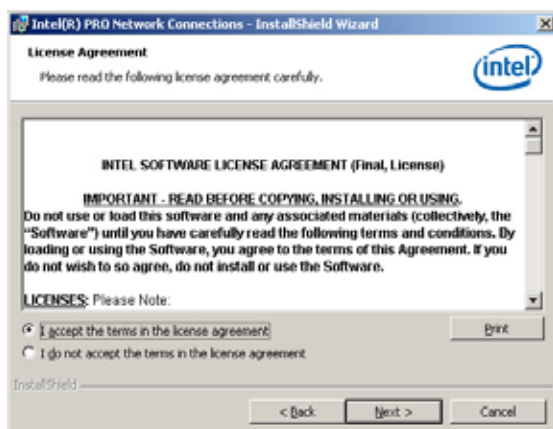 Intel(R) PRO Network Connections - InstallShield Wizard
License Agreement
Please read the following license agreement carefully.
intel
INTEL SOFTWARE LICENSE AGREEMENT (Final, License)
IMPORTANT - READ BEFORE COPYING, INSTALLING OR USING.
Do not use or load this software and any associated materials (collectively, the
"Software") until you have carefully read the following terms and conditions. By
loading or using the Software, you agree to the terms of this Agreement. If you
do not wish to so agree, do not install or use the Software.
LICENSES: Please Note:
I accept the terms in the license agreement
Print
I do not accept the terms in the license agreement
InstallShield
< Back
Next >
Cancel